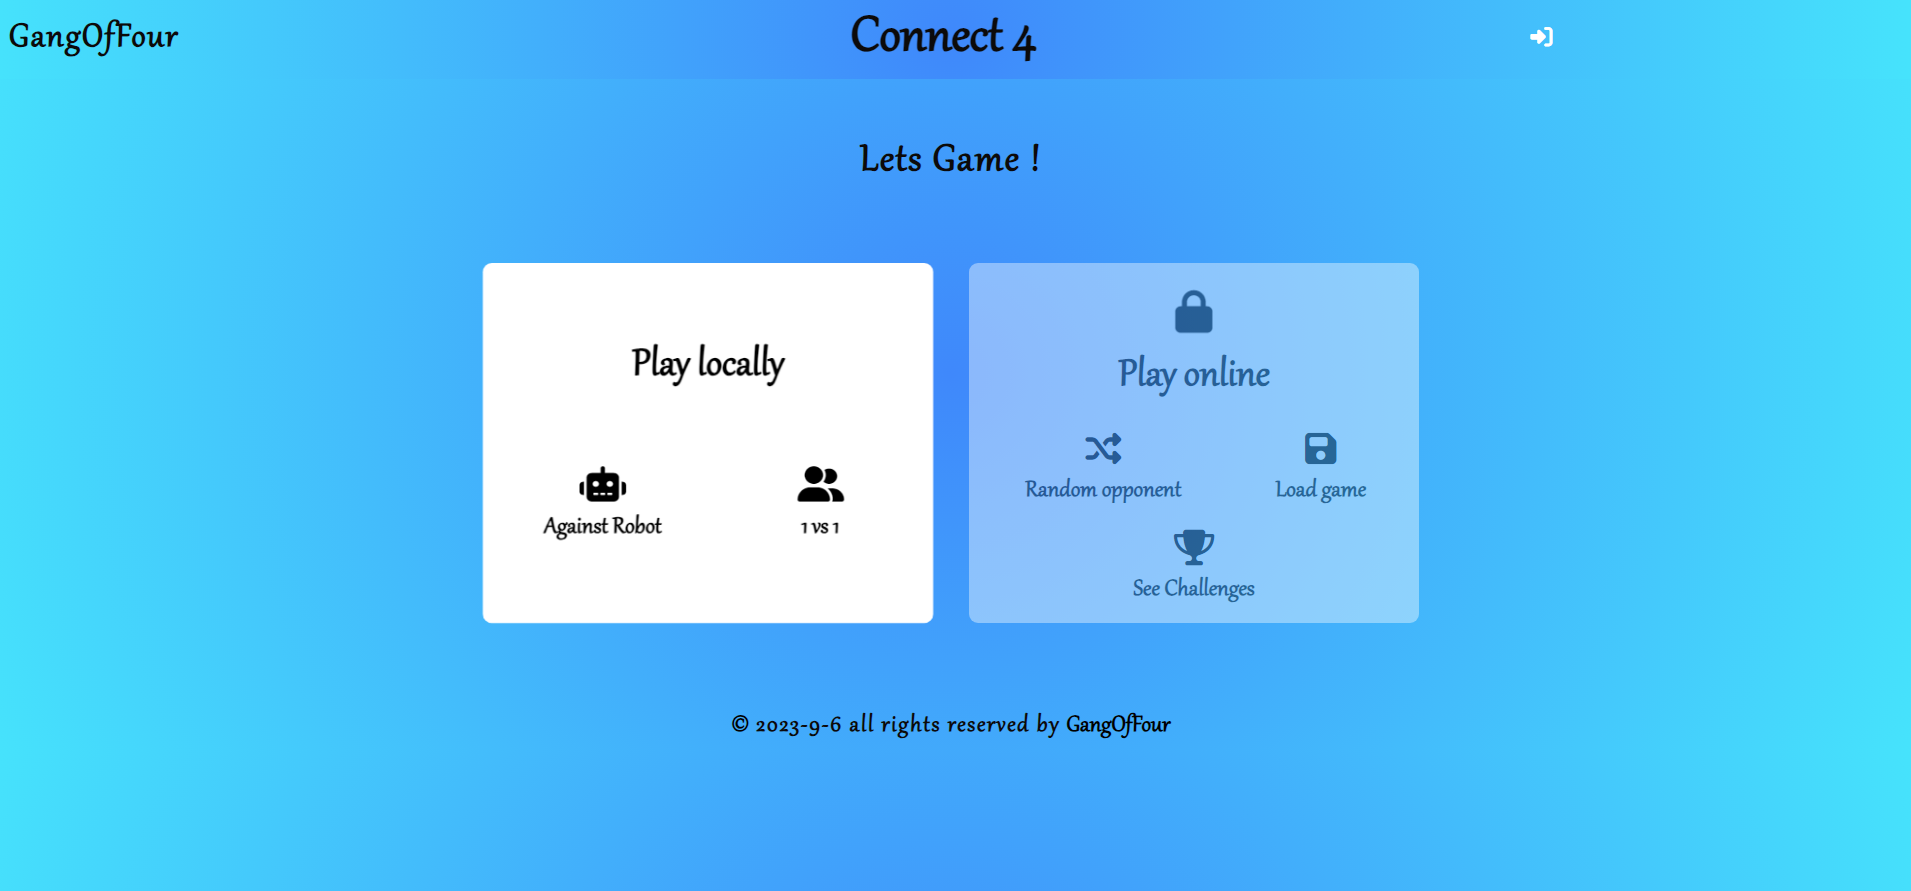 GangOfFour
Connect 4
Lets Game !
Play locally
Against Robot
1 vs 1
Play online
Random opponent
Load game
See Challenges
© 2023-9-6 all rights reserved by GangOfFour